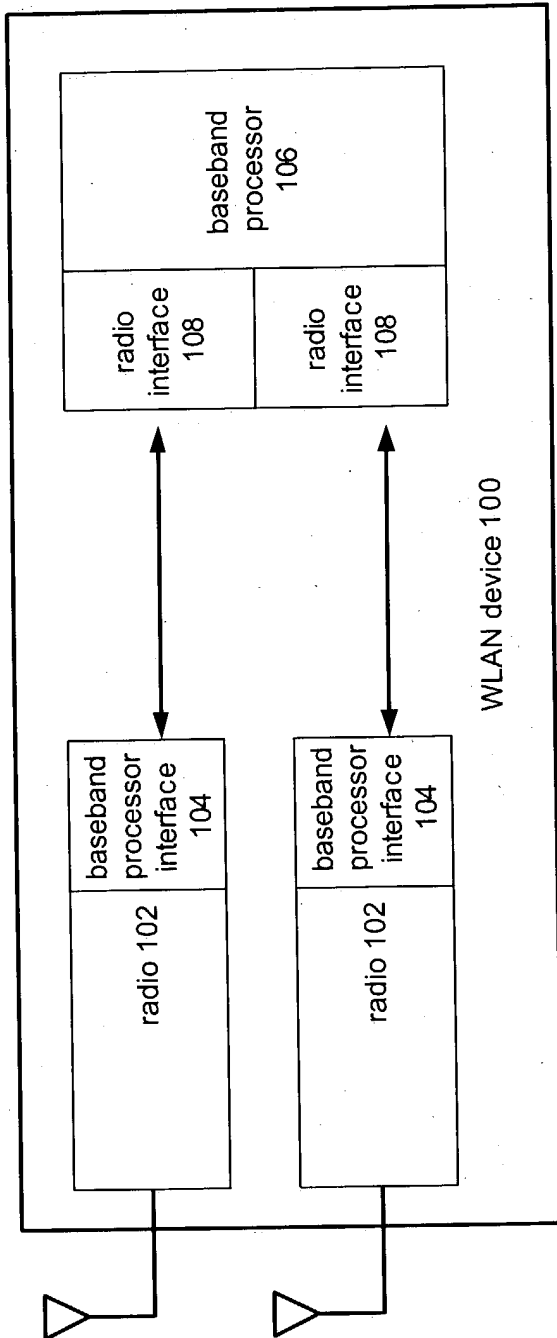 baseband
processor
106
radio
interface
108
radio
interface
108
baseband
processor
interface
104
radio 102
baseband
processor
interface
104
radio 102
WLAN device 100